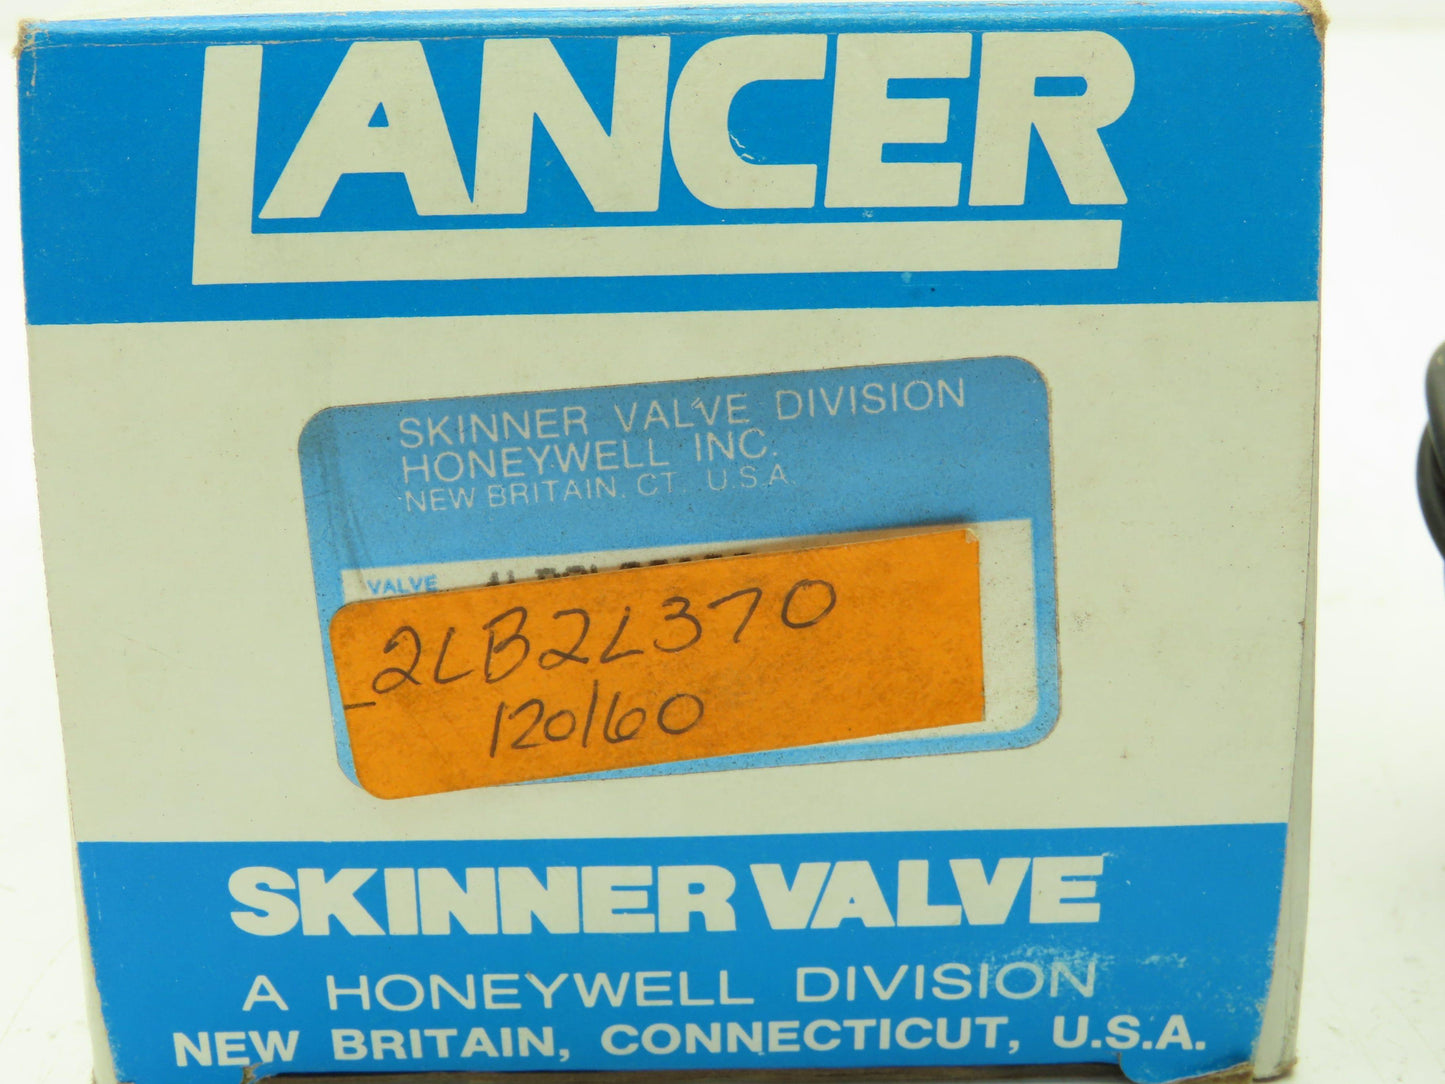 LANCER
SKINNER VALVE DIVISION
HONEYWELL INC.
NEW BRITAIN, CT. U.S.A.
VALVE
2LB2L370
120/60
SKINNER VALVE
A HONEYWELL DIVISION
NEW BRITAIN, CONNECTICUT, U.S.A.